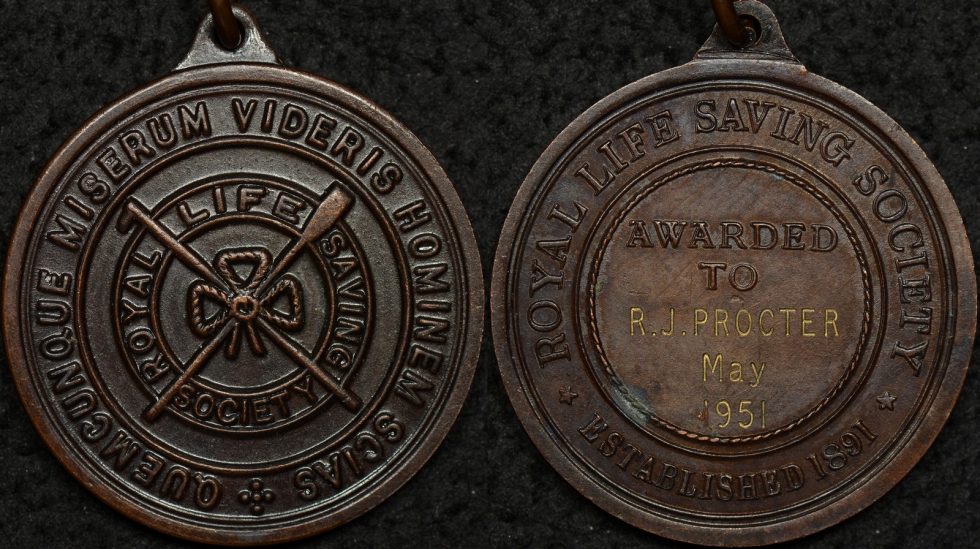 QUEMCUNQUE MISERUM VIDERIS HOMINEM SCIAS
ROYAL LIFE SAVING
SOCIETY
ROYAL LIFE SAVING SOCIETY
AWARDED
TO
R.J.PROCTER
May
1951
ESTABLISHED 1891